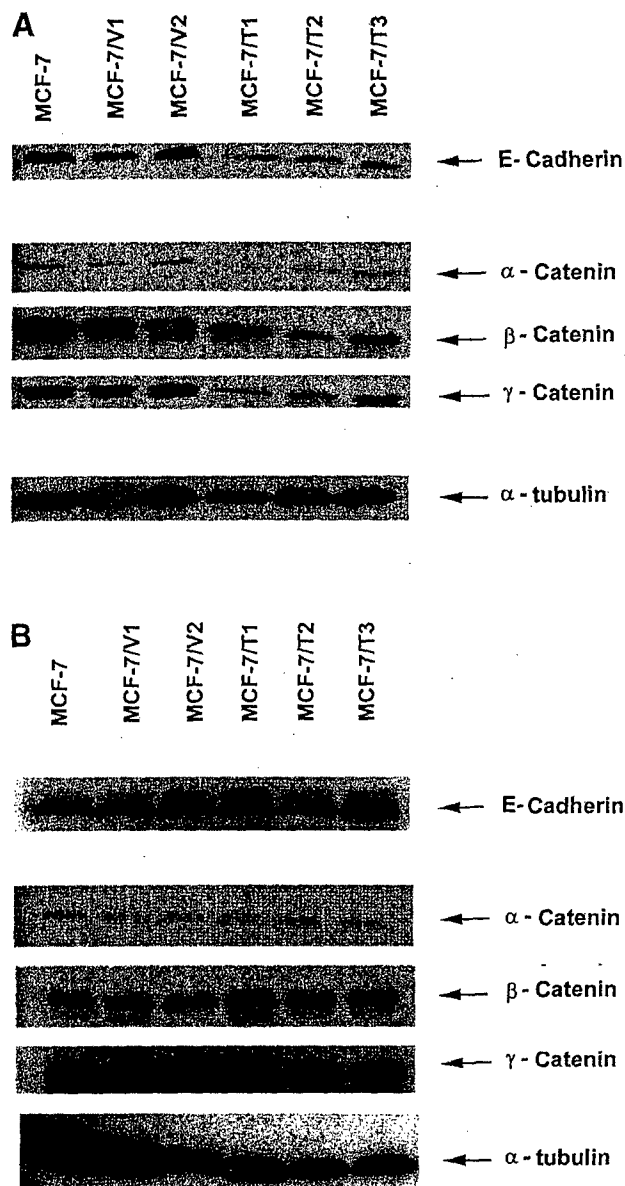 A
MCF-7
MCF-7/V1
MCF-7/V2
MCF-7/T1
MCF-7/T2
MCF-7/T3
E-Cadherin
α-Catenin
β-Catenin
γ-Catenin
α-tubulin
B
MCF-7
MCF-7/V1
MCF-7/V2
MCF-7/T1
MCF-7/T2
MCF-7/T3
E-Cadherin
α-Catenin
β-Catenin
γ-Catenin
α-tubulin